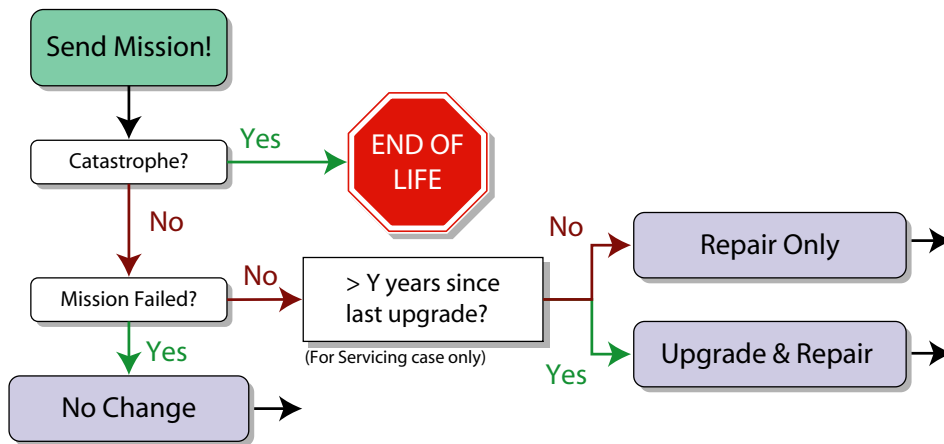 Send Mission!
Yes
Catastrophe?
END OF
LIFE
No
No
Repair Only
No
> Y years since
last upgrade?
Mission Failed?
(For Servicing case only)
Yes
Yes
Upgrade & Repair
No Change